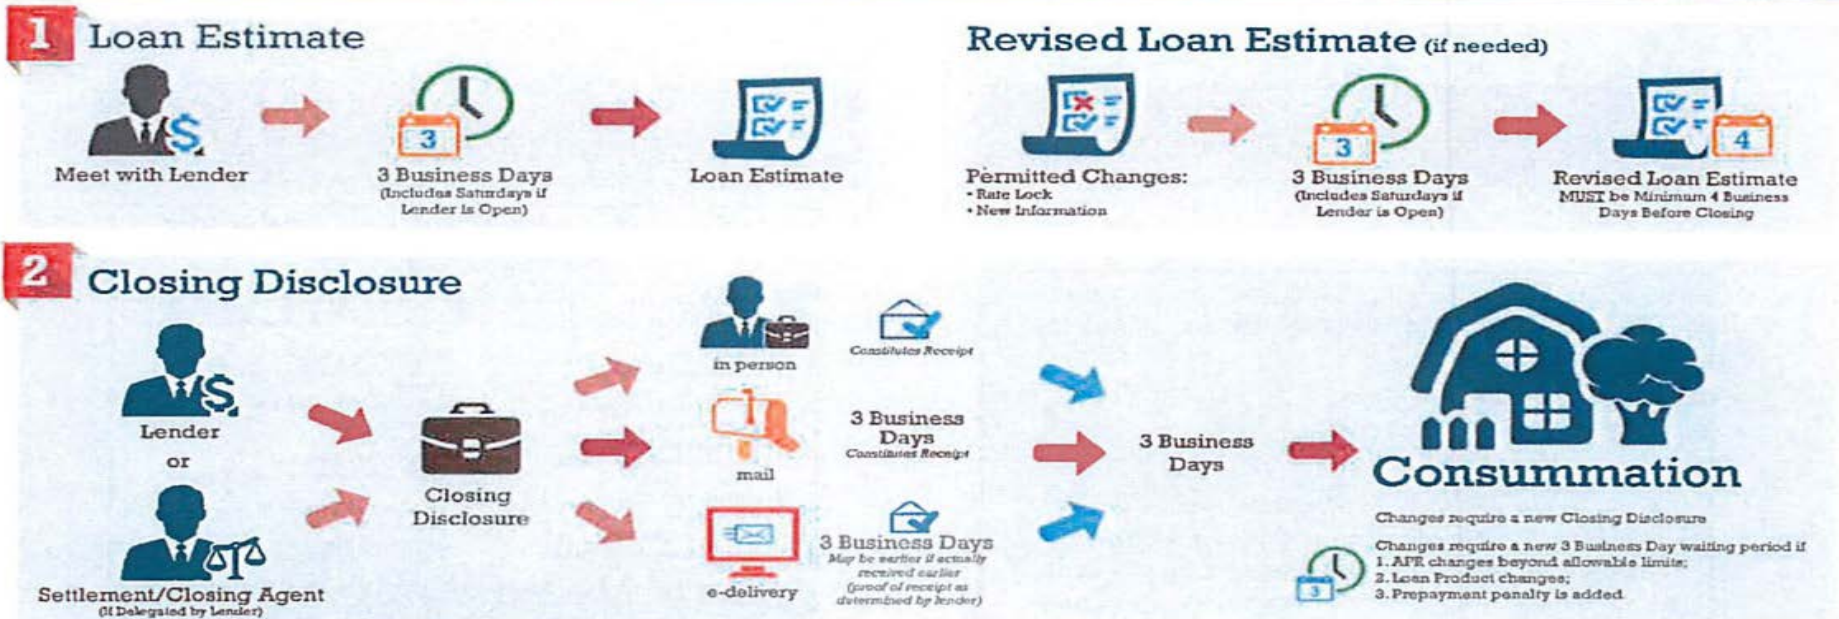 1 Loan Estimate
Meet with Lender
3
3 Business Days
(Includes Saturdays if
Lender is Open)
Loan Estimate
Revised Loan Estimate (if needed)
Permitted Changes:
• Rate Lock
• New Information
3
3 Business Days
(Includes Saturdays if
Lender is Open)
4
Revised Loan Estimate
MUST be Minimum 4 Business
Days Before Closing
2 Closing Disclosure
$
Lender
or
Settlement/Closing Agent
(If Delegated by Lender)
Closing
Disclosure
in person
Constitutes Receipt
mail
3 Business
Days
Constitutes Receipt
e-delivery
3 Business Days
May be earlier if actually
received earlier
(proof of receipt as
determined by lender)
3 Business
Days
Consummation
Changes require a new Closing Disclosure
3
Changes require a new 3 Business Day waiting period if
1. APR changes beyond allowable limits;
2. Loan Product changes;
3. Prepayment penalty is added.